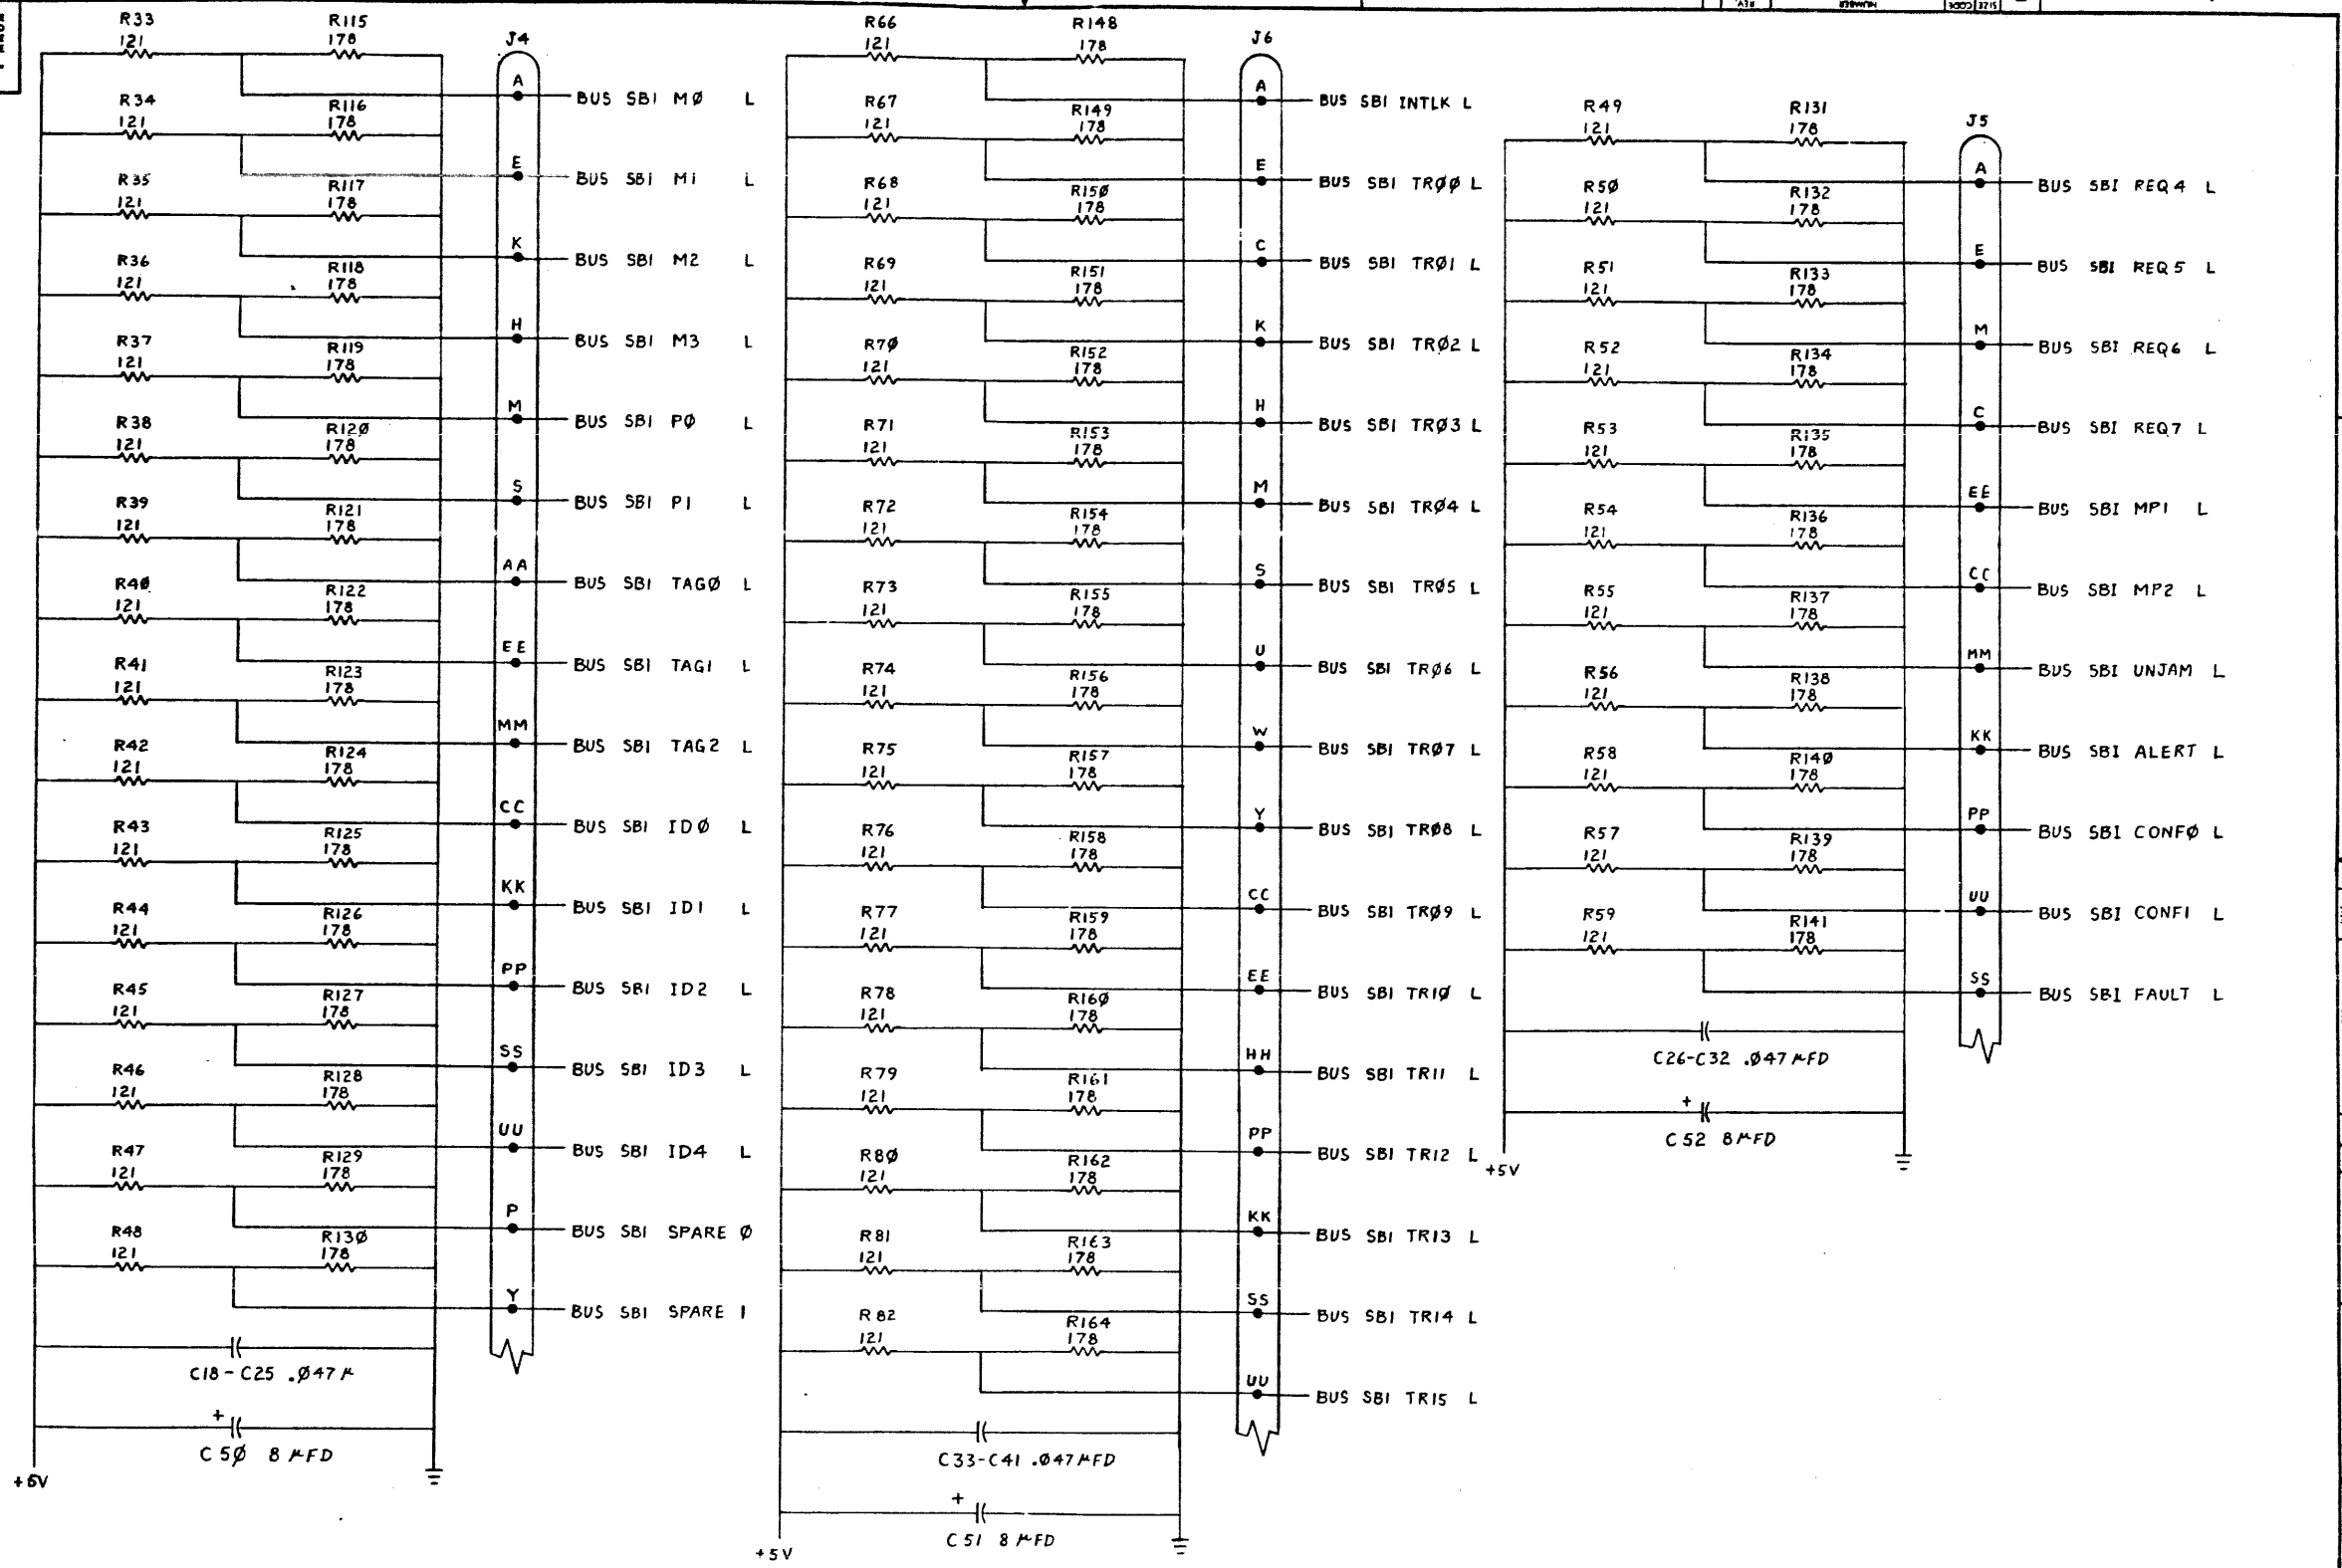 SIZE CODE
NUMBER
REV.
J4
R33
121
R115
178
A
BUS SBI MØ L
R34
121
R116
178
E
BUS SBI M1 L
R35
121
R117
178
K
BUS SBI M2 L
R36
121
R118
178
H
BUS SBI M3 L
R37
121
R119
178
M
BUS SBI PØ L
R38
121
R12Ø
178
S
BUS SBI P1 L
R39
121
R121
178
AA
BUS SBI TAGØ L
R4Ø
121
R122
178
EE
BUS SBI TAG1 L
R41
121
R123
178
MM
BUS SBI TAG2 L
R42
121
R124
178
CC
BUS SBI IDØ L
R43
121
R125
178
KK
BUS SBI ID1 L
R44
121
R126
178
PP
BUS SBI ID2 L
R45
121
R127
178
SS
BUS SBI ID3 L
R46
121
R128
178
UU
BUS SBI ID4 L
R47
121
R129
178
P
BUS SBI SPARE Ø
R48
121
R13Ø
178
Y
BUS SBI SPARE 1
C18-C25 .Ø47µ
+
C5Ø 8 µFD
+5V
J6
R66
121
R148
178
A
BUS SBI INTLK L
R67
121
R149
178
E
BUS SBI TRØØ L
R68
121
R15Ø
178
C
BUS SBI TRØ1 L
R69
121
R151
178
K
BUS SBI TRØ2 L
R7Ø
121
R152
178
H
BUS SBI TRØ3 L
R71
121
R153
178
M
BUS SBI TRØ4 L
R72
121
R154
178
S
BUS SBI TRØ5 L
R73
121
R155
178
U
BUS SBI TRØ6 L
R74
121
R156
178
W
BUS SBI TRØ7 L
R75
121
R157
178
Y
BUS SBI TRØ8 L
R76
121
R158
178
CC
BUS SBI TRØ9 L
R77
121
R159
178
EE
BUS SBI TR1Ø L
R78
121
R16Ø
178
HH
BUS SBI TR11 L
R79
121
R161
178
PP
BUS SBI TR12 L
R8Ø
121
R162
178
KK
BUS SBI TR13 L
R81
121
R163
178
SS
BUS SBI TR14 L
R82
121
R164
178
UU
BUS SBI TR15 L
C33-C41 .Ø47µFD
+
C51 8 µFD
+5V
J5
R49
121
R131
178
A
BUS SBI REQ4 L
R5Ø
121
R132
178
E
BUS SBI REQ5 L
R51
121
R133
178
M
BUS SBI REQ6 L
R52
121
R134
178
C
BUS SBI REQ7 L
R53
121
R135
178
EE
BUS SBI MP1 L
R54
121
R136
178
CC
BUS SBI MP2 L
R55
121
R137
178
MM
BUS SBI UNJAM L
R56
121
R138
178
KK
BUS SBI ALERT L
R58
121
R14Ø
178
PP
BUS SBI CONFØ L
R57
121
R139
178
UU
BUS SBI CONF1 L
R59
121
R141
178
SS
BUS SBI FAULT L
C26-C32 .Ø47µFD
+
C52 8µFD
+5V